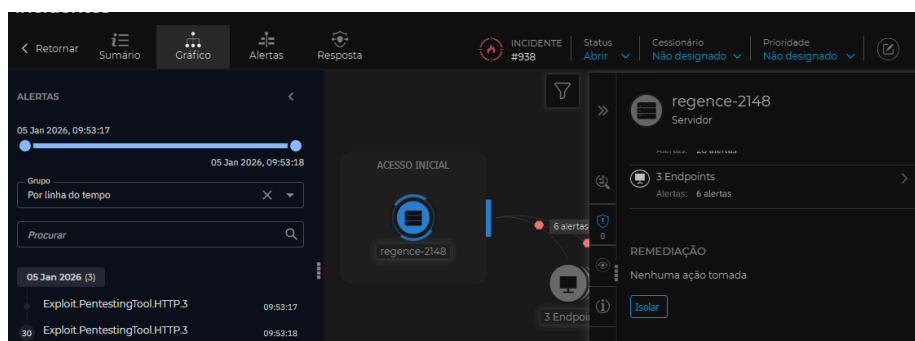 Incidentes
Retornar
Sumário
Gráfico
Alertas
Resposta
INCIDENTE
#938
Status
Abrir
Cessionário
Não designado
Prioridade
Não designado
ALERTAS
05 Jan 2026, 09:53:17
05 Jan 2026, 09:53:18
Grupo
Por linha do tempo
Procurar
05 Jan 2026 (3)
Exploit.PentestingTool.HTTP.3
09:53:17
30
Exploit.PentestingTool.HTTP.3
09:53:18
ACESSO INICIAL
regence-2148
6 alertas
3 Endpoi
0
regence-2148
Servidor
3 Endpoints
Alertas: 6 alertas
REMEDIAÇÃO
Nenhuma ação tomada
Isolar